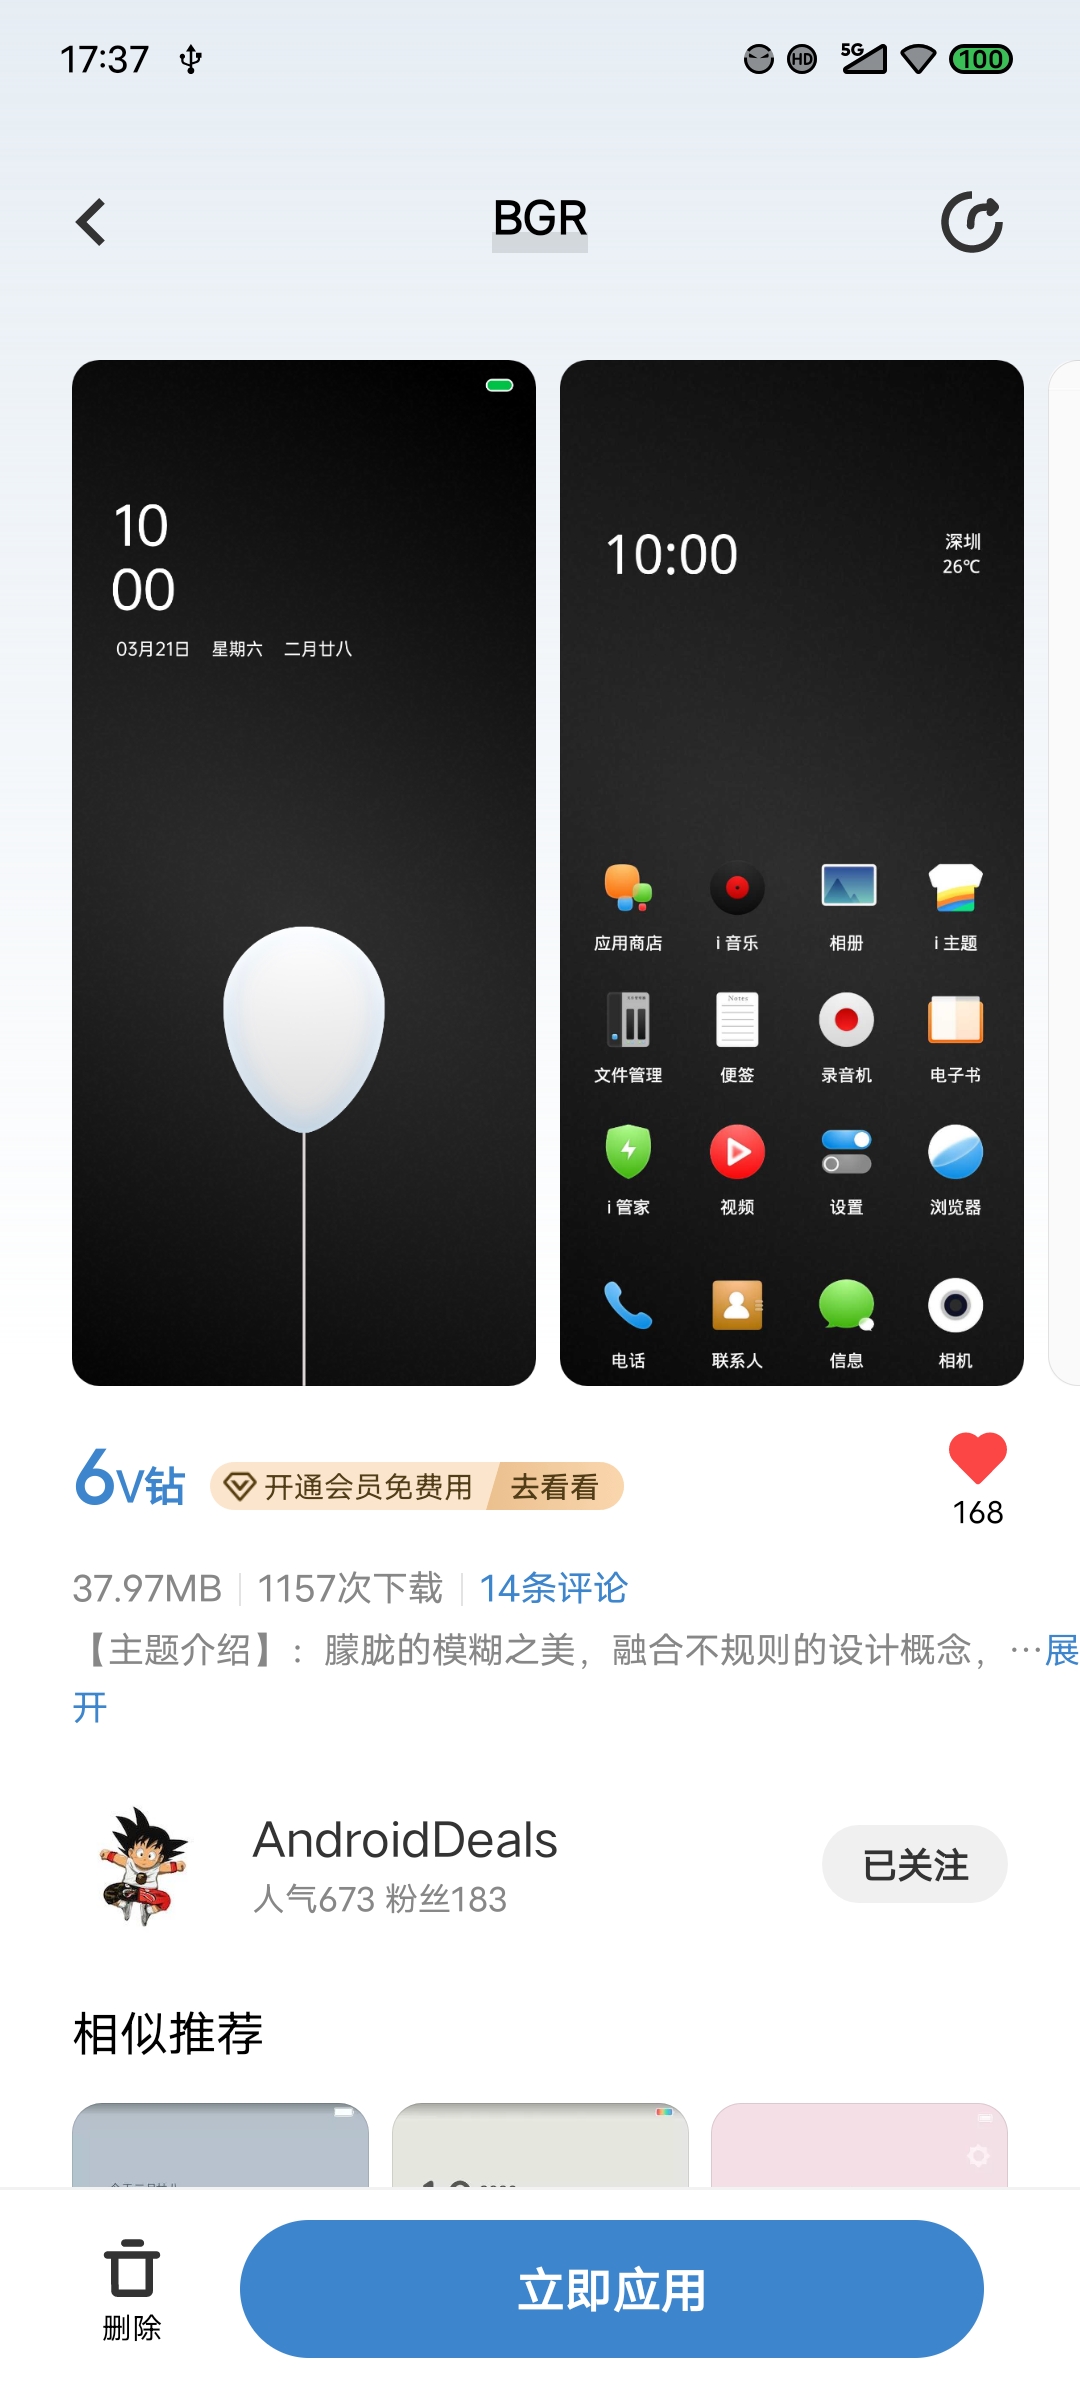 17:37
HD 5G 100
BGR
10
00
03月21日 星期六 二月廿八
10:00
深圳
26℃
应用商店 i 音乐 相册 i 主题
Notes
文件管理 便签 录音机 电子书
i 管家 视频 设置 浏览器
电话 联系人 信息 相机
6V钻 开通会员免费用 去看看
168
37.97MB 1157次下载 14条评论
【主题介绍】：朦胧的模糊之美，融合不规则的设计概念，…展
开
AndroidDeals
人气673 粉丝183
已关注
相似推荐
删除
立即应用